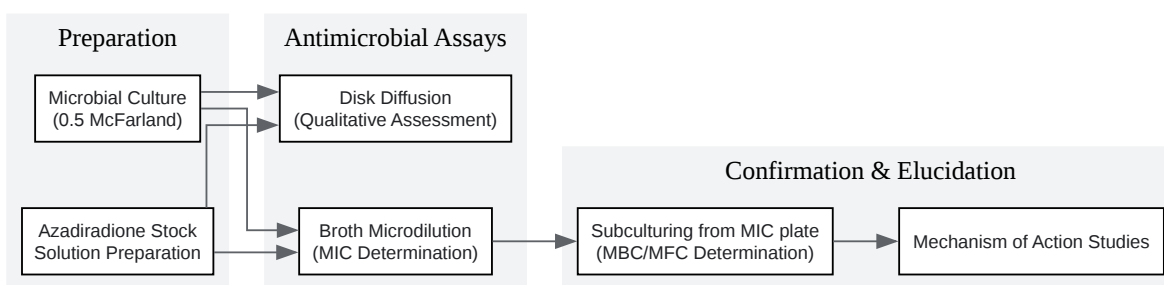 Preparation
Microbial Culture
(0.5 McFarland)
Azadiradione Stock
Solution Preparation
Antimicrobial Assays
Disk Diffusion
(Qualitative Assessment)
Broth Microdilution
(MIC Determination)
Confirmation & Elucidation
Subculturing from MIC plate
(MBC/MFC Determination)
Mechanism of Action Studies